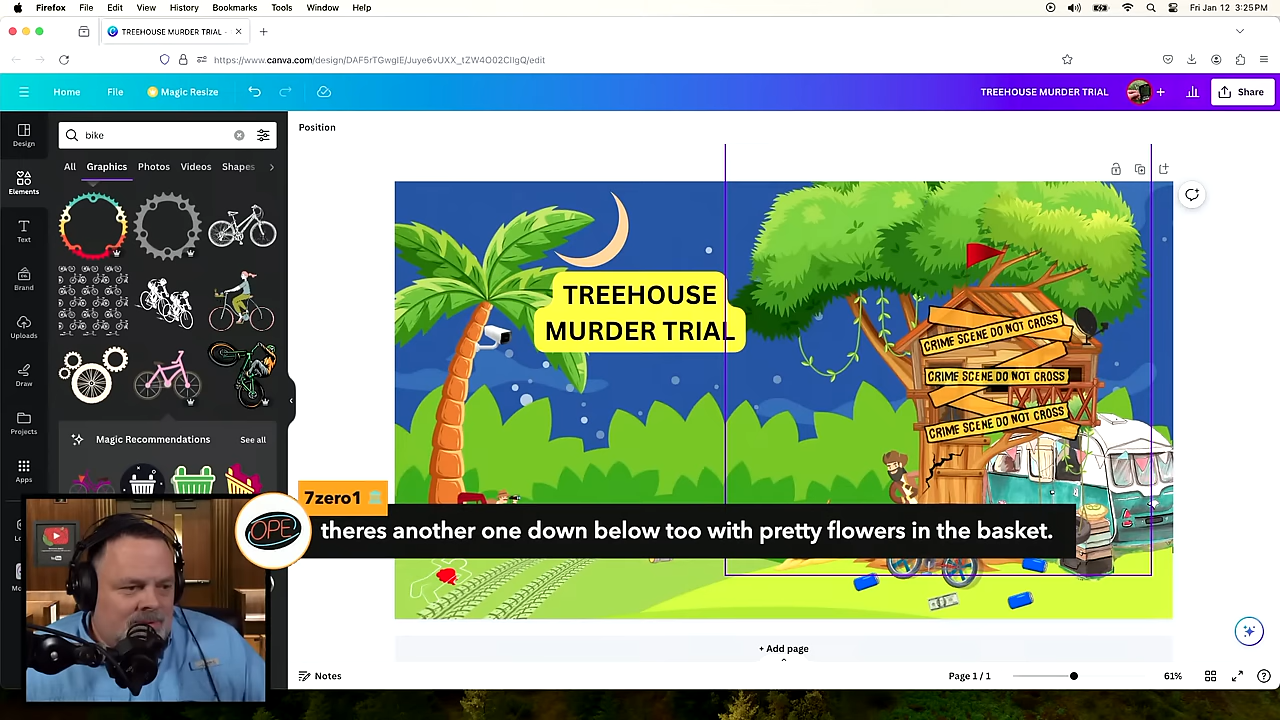 Firefox File Edit View History Bookmarks Tools Window Help Fri Jan 12 3:25PM
TREEHOUSE MURDER TRIAL -
https://www.canva.com/design/DAF5rTGwgIE/Juye6vUXX_tZW4O02CIIgQ/edit
Home File Magic Resize TREEHOUSE MURDER TRIAL Share
Design
Elements
Text
Brand
Uploads
Draw
Projects
Apps
bike
All Graphics Photos Videos Shapes
Magic Recommendations See all
Position
TREEHOUSE
MURDER TRIAL
CRIME SCENE DO NOT CROSS
CRIME SCENE DO NOT CROSS
CRIME SCENE DO NOT CROSS
7zero1
OPE
theres another one down below too with pretty flowers in the basket.
+ Add page
Notes
Page 1 / 1
61%